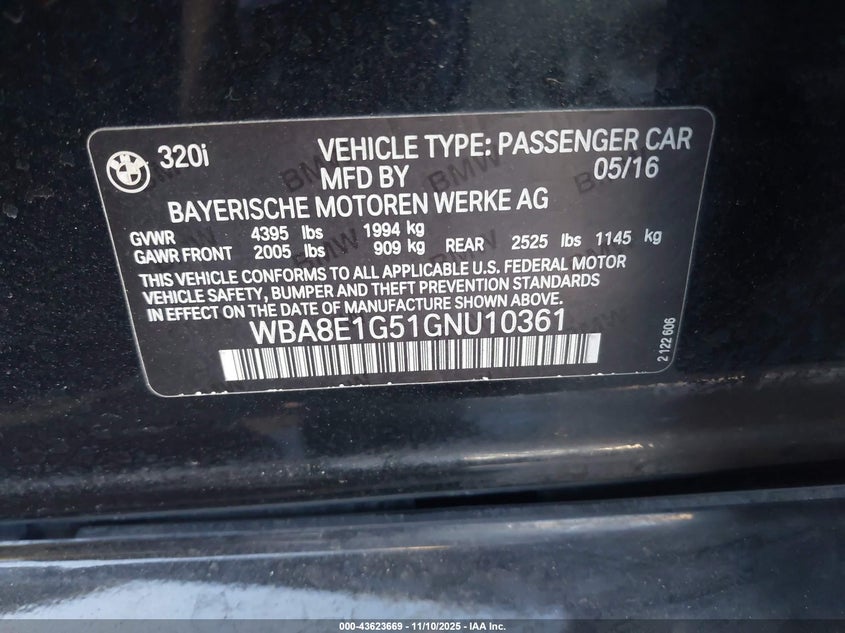 320i VEHICLE TYPE: PASSENGER CAR
MFD BY 05/16
BAYERISCHE MOTOREN WERKE AG
GVWR 4395 lbs 1994 kg
GAWR FRONT 2005 lbs 909 kg REAR 2525 lbs 1145 kg
THIS VEHICLE CONFORMS TO ALL APPLICABLE U.S. FEDERAL MOTOR
VEHICLE SAFETY, BUMPER AND THEFT PREVENTION STANDARDS
IN EFFECT ON THE DATE OF MANUFACTURE SHOWN ABOVE.
WBA8E1G51GNU10361
2 122 606
000-43623669 - 11/10/2025 - IAA Inc.